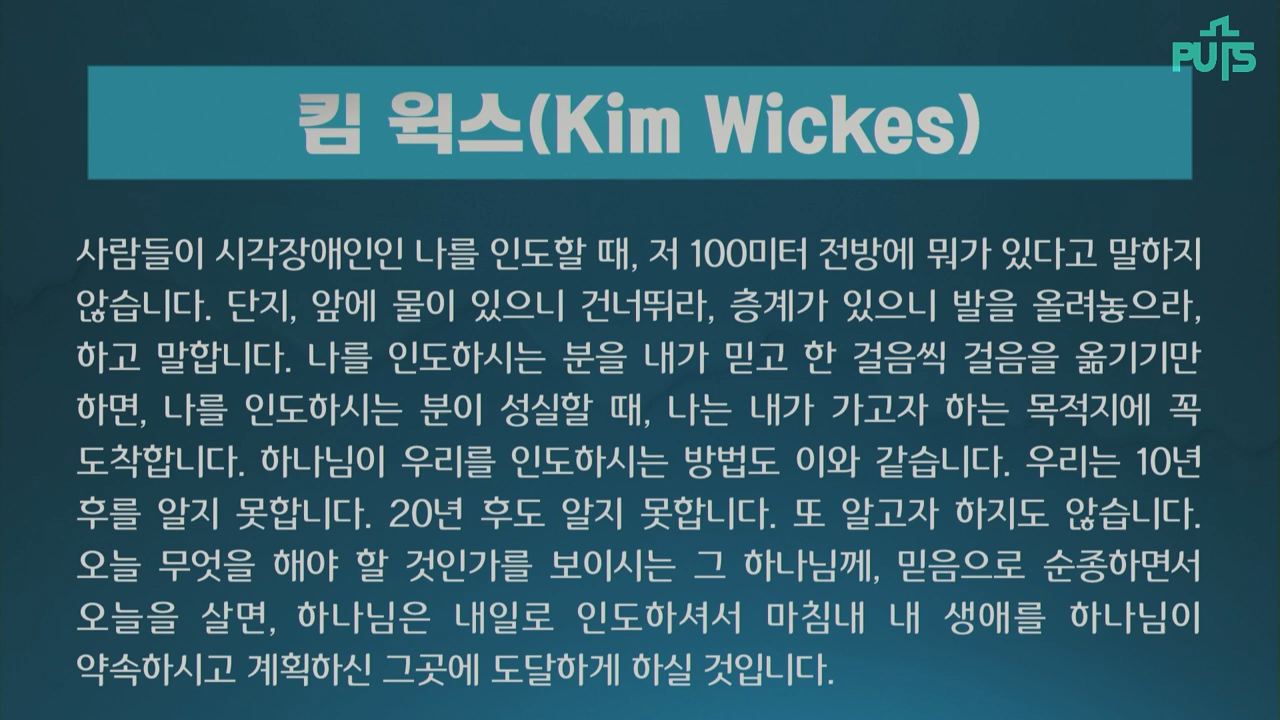 PUTS
킴 윅스(Kim Wickes)
사람들이 시각장애인인 나를 인도할 때, 저 100미터 전방에 뭐가 있다고 말하지
않습니다. 단지, 앞에 물이 있으니 건너뛰라, 층계가 있으니 발을 올려놓으라,
하고 말합니다. 나를 인도하시는 분을 내가 믿고 한 걸음씩 걸음을 옮기기만
하면, 나를 인도하시는 분이 성실할 때, 나는 내가 가고자 하는 목적지에 꼭
도착합니다. 하나님이 우리를 인도하시는 방법도 이와 같습니다. 우리는 10년
후를 알지 못합니다. 20년 후도 알지 못합니다. 또 알고자 하지도 않습니다.
오늘 무엇을 해야 할 것인가를 보이시는 그 하나님께, 믿음으로 순종하면서
오늘을 살면, 하나님은 내일로 인도하셔서 마침내 내 생애를 하나님이
약속하시고 계획하신 그곳에 도달하게 하실 것입니다.